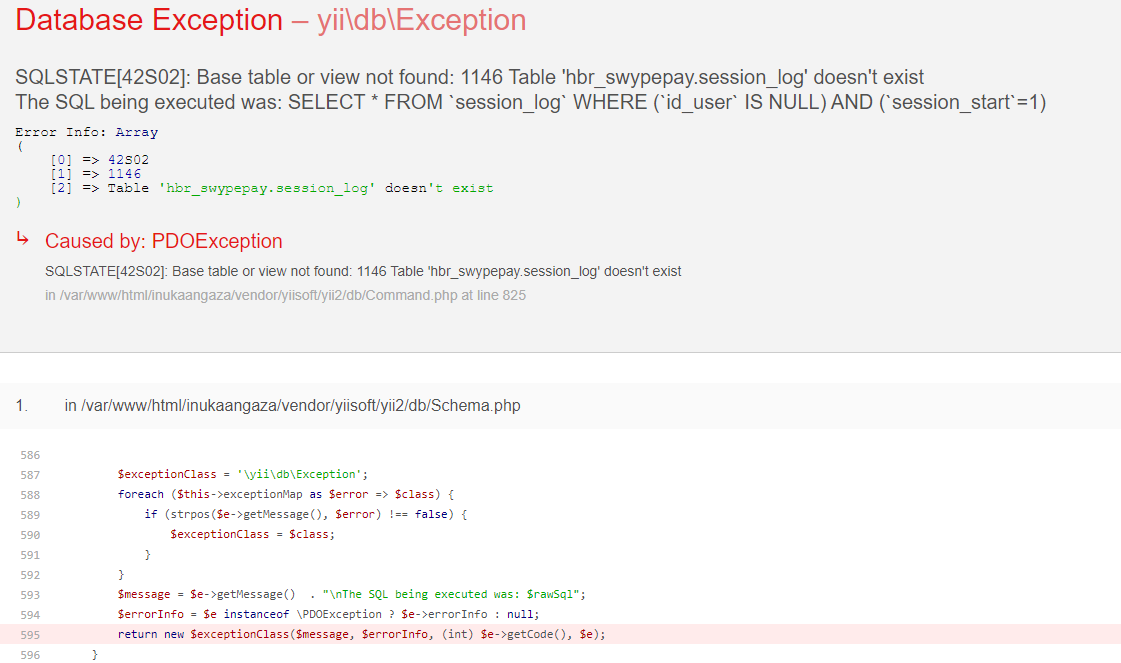 Database Exception – yii\db\Exception
SQLSTATE[42S02]: Base table or view not found: 1146 Table 'hbr_swypepay.session_log' doesn't exist
The SQL being executed was: SELECT * FROM `session_log` WHERE (`id_user` IS NULL) AND (`session_start`=1)
Error Info: Array
(
    [0] => 42S02
    [1] => 1146
    [2] => Table 'hbr_swypepay.session_log' doesn't exist
)
↳ Caused by: PDOException
SQLSTATE[42S02]: Base table or view not found: 1146 Table 'hbr_swypepay.session_log' doesn't exist
in /var/www/html/inukaangaza/vendor/yiisoft/yii2/db/Command.php at line 825
1. in /var/www/html/inukaangaza/vendor/yiisoft/yii2/db/Schema.php
586
587         $exceptionClass = '\yii\db\Exception';
588         foreach ($this->exceptionMap as $error => $class) {
589             if (strpos($e->getMessage(), $error) !== false) {
590                 $exceptionClass = $class;
591             }
592         }
593         $message = $e->getMessage()  . "\nThe SQL being executed was: $rawSql";
594         $errorInfo = $e instanceof \PDOException ? $e->errorInfo : null;
595         return new $exceptionClass($message, $errorInfo, (int) $e->getCode(), $e);
596     }